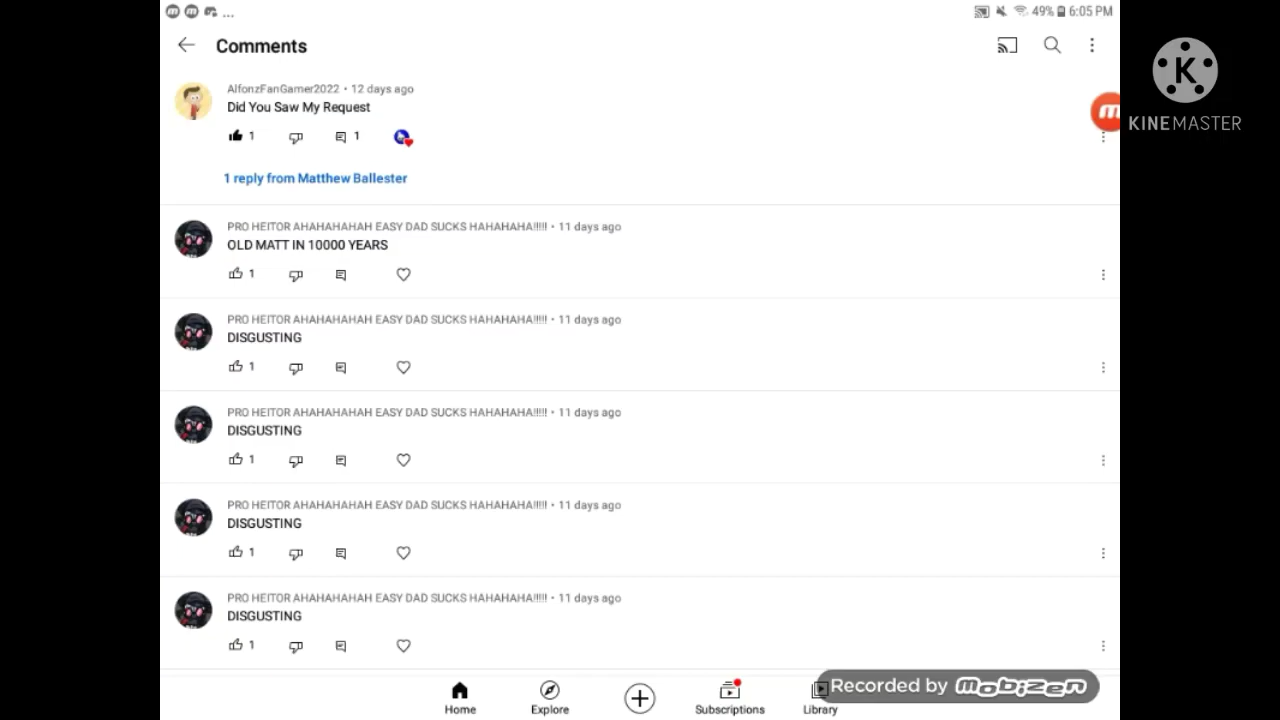 49% 6:05 PM
Comments
AlfonzFanGamer2022 • 12 days ago
Did You Saw My Request
1 1
1 reply from Matthew Ballester
PRO HEITOR AHAHAHAHAH EASY DAD SUCKS HAHAHAHA!!!!! • 11 days ago
OLD MATT IN 10000 YEARS
1
PRO HEITOR AHAHAHAHAH EASY DAD SUCKS HAHAHAHA!!!!! • 11 days ago
DISGUSTING
1
PRO HEITOR AHAHAHAHAH EASY DAD SUCKS HAHAHAHA!!!!! • 11 days ago
DISGUSTING
1
PRO HEITOR AHAHAHAHAH EASY DAD SUCKS HAHAHAHA!!!!! • 11 days ago
DISGUSTING
1
PRO HEITOR AHAHAHAHAH EASY DAD SUCKS HAHAHAHA!!!!! • 11 days ago
DISGUSTING
1
Home Explore Subscriptions Library
Recorded by mobizen
K
KINEMASTER